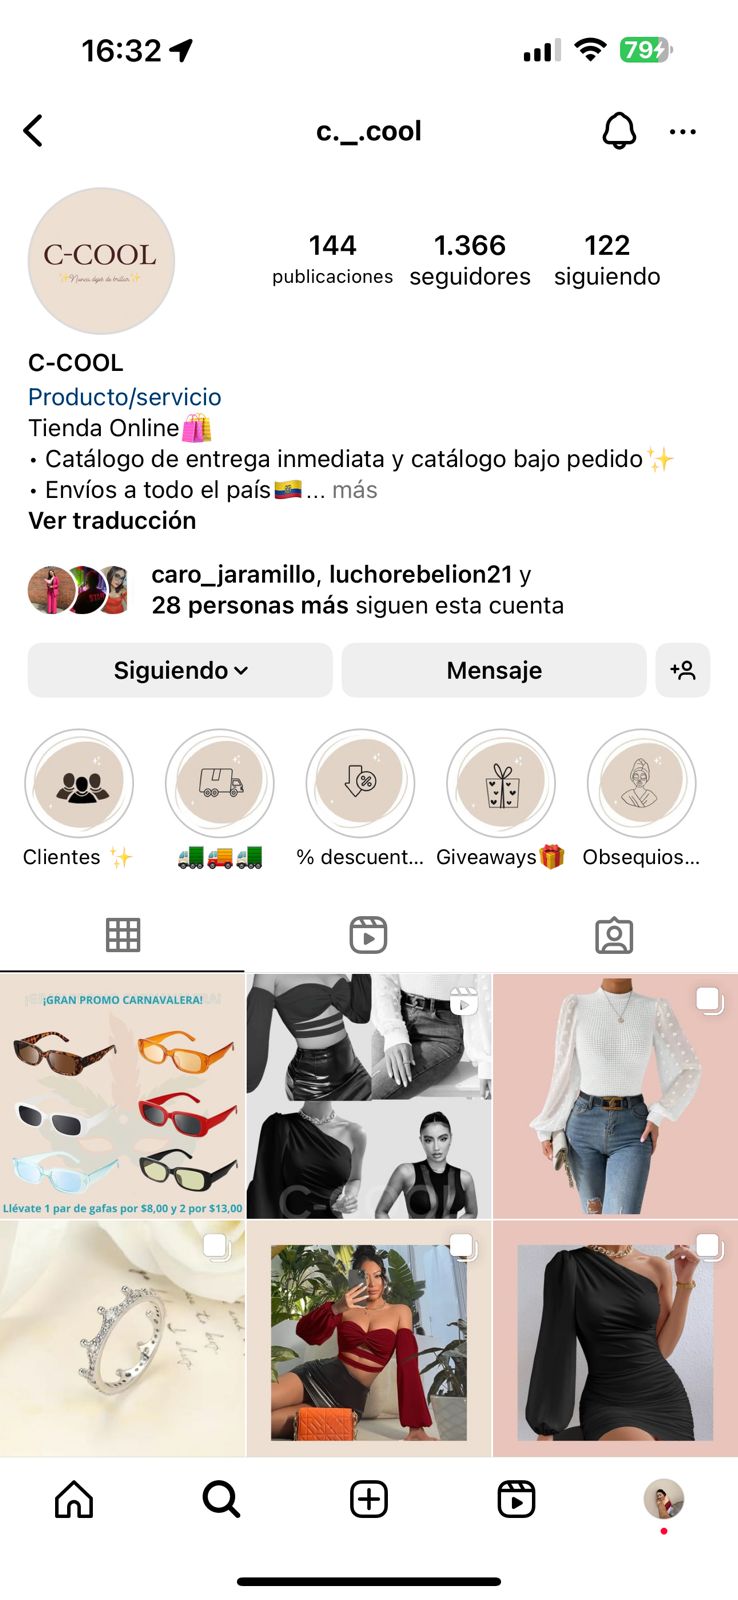 16:32
79
c._.cool
C-COOL
Nunca dejes de brillar
144
publicaciones
1.366
seguidores
122
siguiendo
C-COOL
Producto/servicio
Tienda Online🛍️
• Catálogo de entrega inmediata y catálogo bajo pedido✨
• Envíos a todo el país🇪🇨... más
Ver traducción
caro_jaramillo, luchorebelion21 y
28 personas más siguen esta cuenta
Siguiendo
Mensaje
Clientes ✨
🚛🚚🚛
% descuent...
Giveaways🎁
Obsequios...
¡GRAN PROMO CARNAVALERA!
Llévate 1 par de gafas por $8,00 y 2 por $13,00
C-COOL